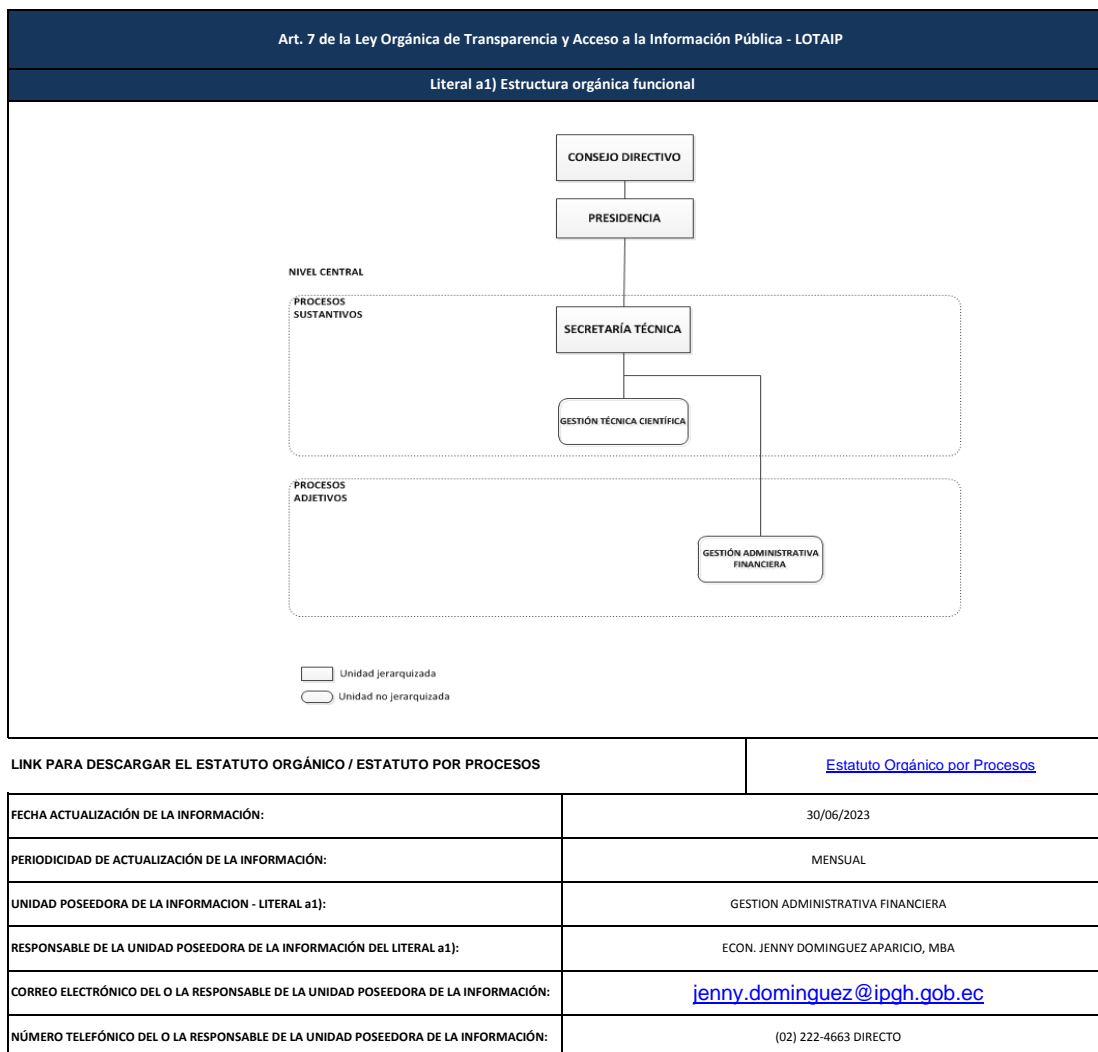 Art. 7 de la Ley Orgánica de Transparencia y Acceso a la Información Pública - LOTAIP
Literal a1) Estructura orgánica funcional
CONSEJO DIRECTIVO
PRESIDENCIA
NIVEL CENTRAL
PROCESOS
SUSTANTIVOS
SECRETARÍA TÉCNICA
GESTIÓN TÉCNICA CIENTÍFICA
PROCESOS
ADJETIVOS
GESTIÓN ADMINISTRATIVA
FINANCIERA
Unidad jerarquizada
Unidad no jerarquizada
LINK PARA DESCARGAR EL ESTATUTO ORGÁNICO / ESTATUTO POR PROCESOS Estatuto Orgánico por Procesos
FECHA ACTUALIZACIÓN DE LA INFORMACIÓN: 30/06/2023
PERIODICIDAD DE ACTUALIZACIÓN DE LA INFORMACIÓN: MENSUAL
UNIDAD POSEEDORA DE LA INFORMACION - LITERAL a1): GESTION ADMINISTRATIVA FINANCIERA
RESPONSABLE DE LA UNIDAD POSEEDORA DE LA INFORMACIÓN DEL LITERAL a1): ECON. JENNY DOMINGUEZ APARICIO, MBA
CORREO ELECTRÓNICO DEL O LA RESPONSABLE DE LA UNIDAD POSEEDORA DE LA INFORMACIÓN: jenny.dominguez@ipgh.gob.ec
NÚMERO TELEFÓNICO DEL O LA RESPONSABLE DE LA UNIDAD POSEEDORA DE LA INFORMACIÓN: (02) 222-4663 DIRECTO